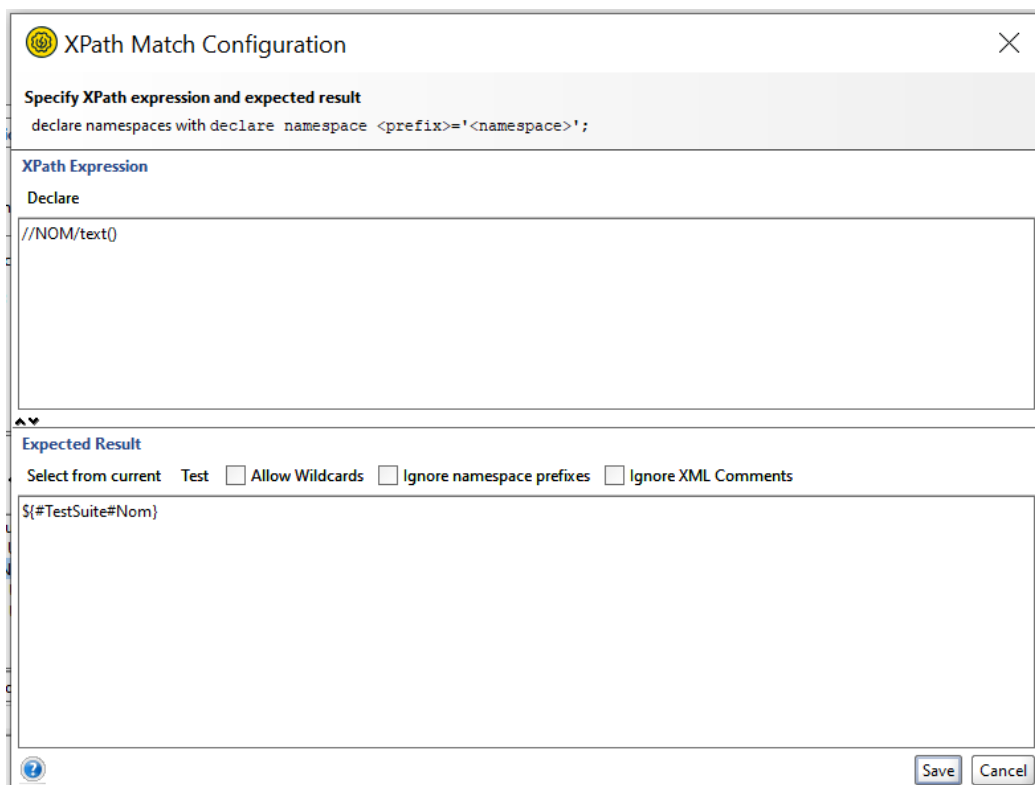 XPath Match Configuration
Specify XPath expression and expected result
declare namespaces with declare namespace <prefix>='<namespace>';
XPath Expression
Declare
//NOM/text()
Expected Result
Select from current Test Allow Wildcards Ignore namespace prefixes Ignore XML Comments
${#TestSuite#Nom}
?
Save Cancel